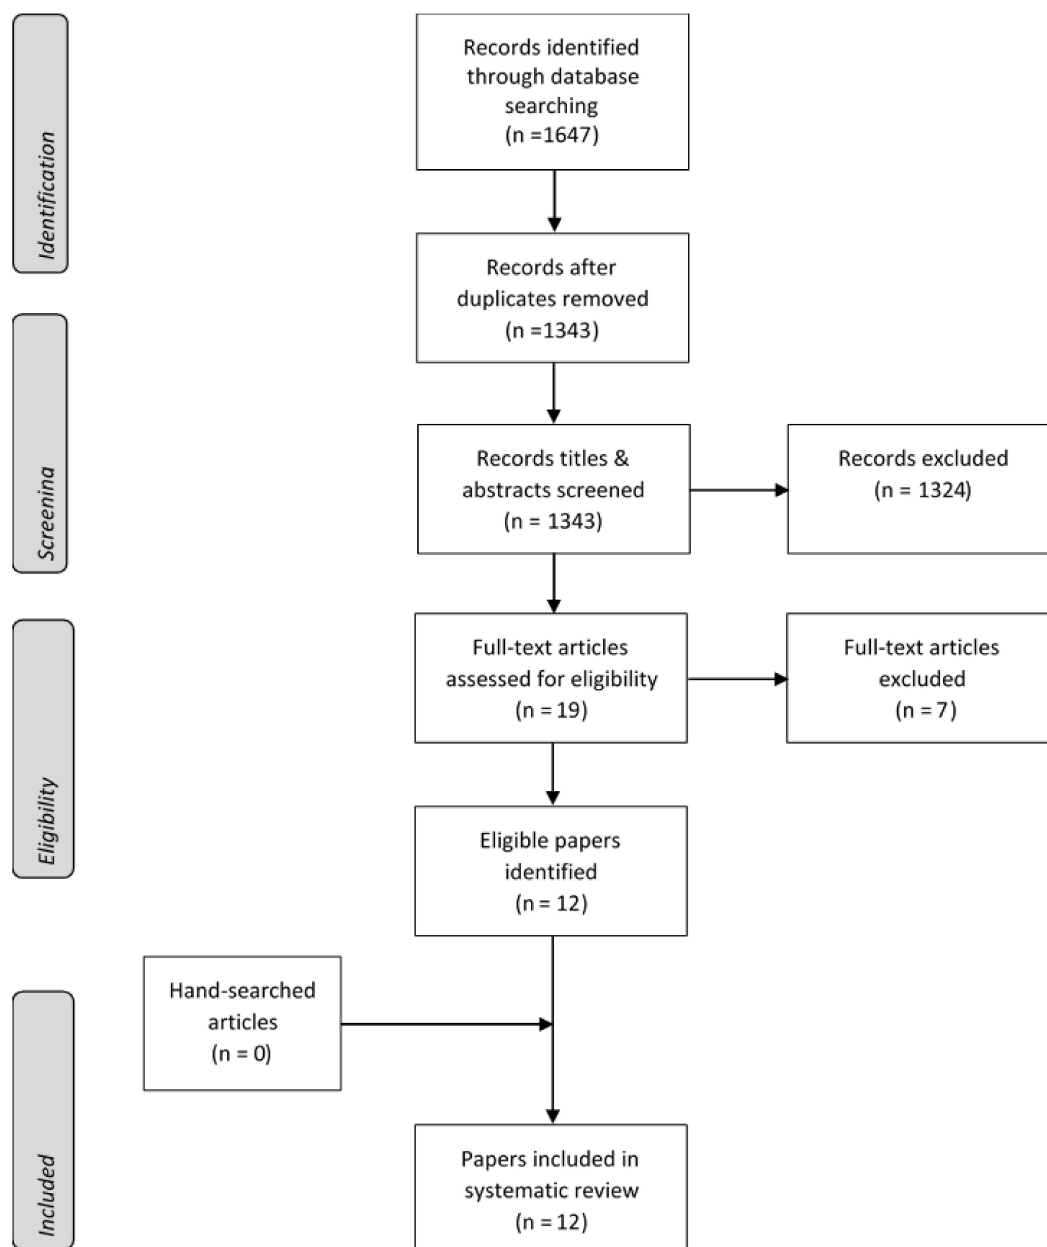 Identification
Records identified
through database
searching
(n =1647)
Records after
duplicates removed
(n =1343)
Screenina
Records titles &
abstracts screened
(n = 1343)
Records excluded
(n = 1324)
Eligibility
Full-text articles
assessed for eligibility
(n = 19)
Full-text articles
excluded
(n = 7)
Eligible papers
identified
(n = 12)
Included
Hand-searched
articles
(n = 0)
Papers included in
systematic review
(n = 12)